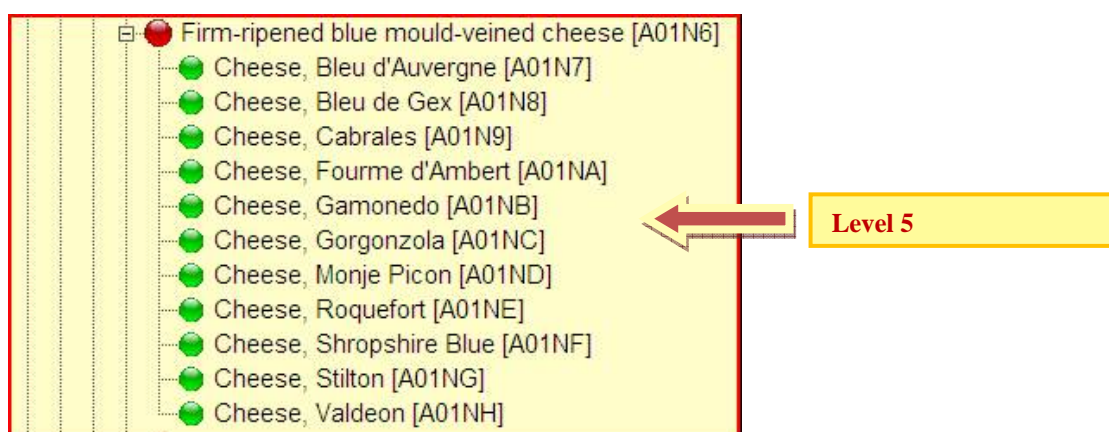 Firm-ripened blue mould-veined cheese [A01N6]
Cheese, Bleu d'Auvergne [A01N7]
Cheese, Bleu de Gex [A01N8]
Cheese, Cabrales [A01N9]
Cheese, Fourme d'Ambert [A01NA]
Cheese, Gamonedo [A01NB]
Cheese, Gorgonzola [A01NC]
Cheese, Monje Picon [A01ND]
Cheese, Roquefort [A01NE]
Cheese, Shropshire Blue [A01NF]
Cheese, Stilton [A01NG]
Cheese, Valdeon [A01NH]
Level 5